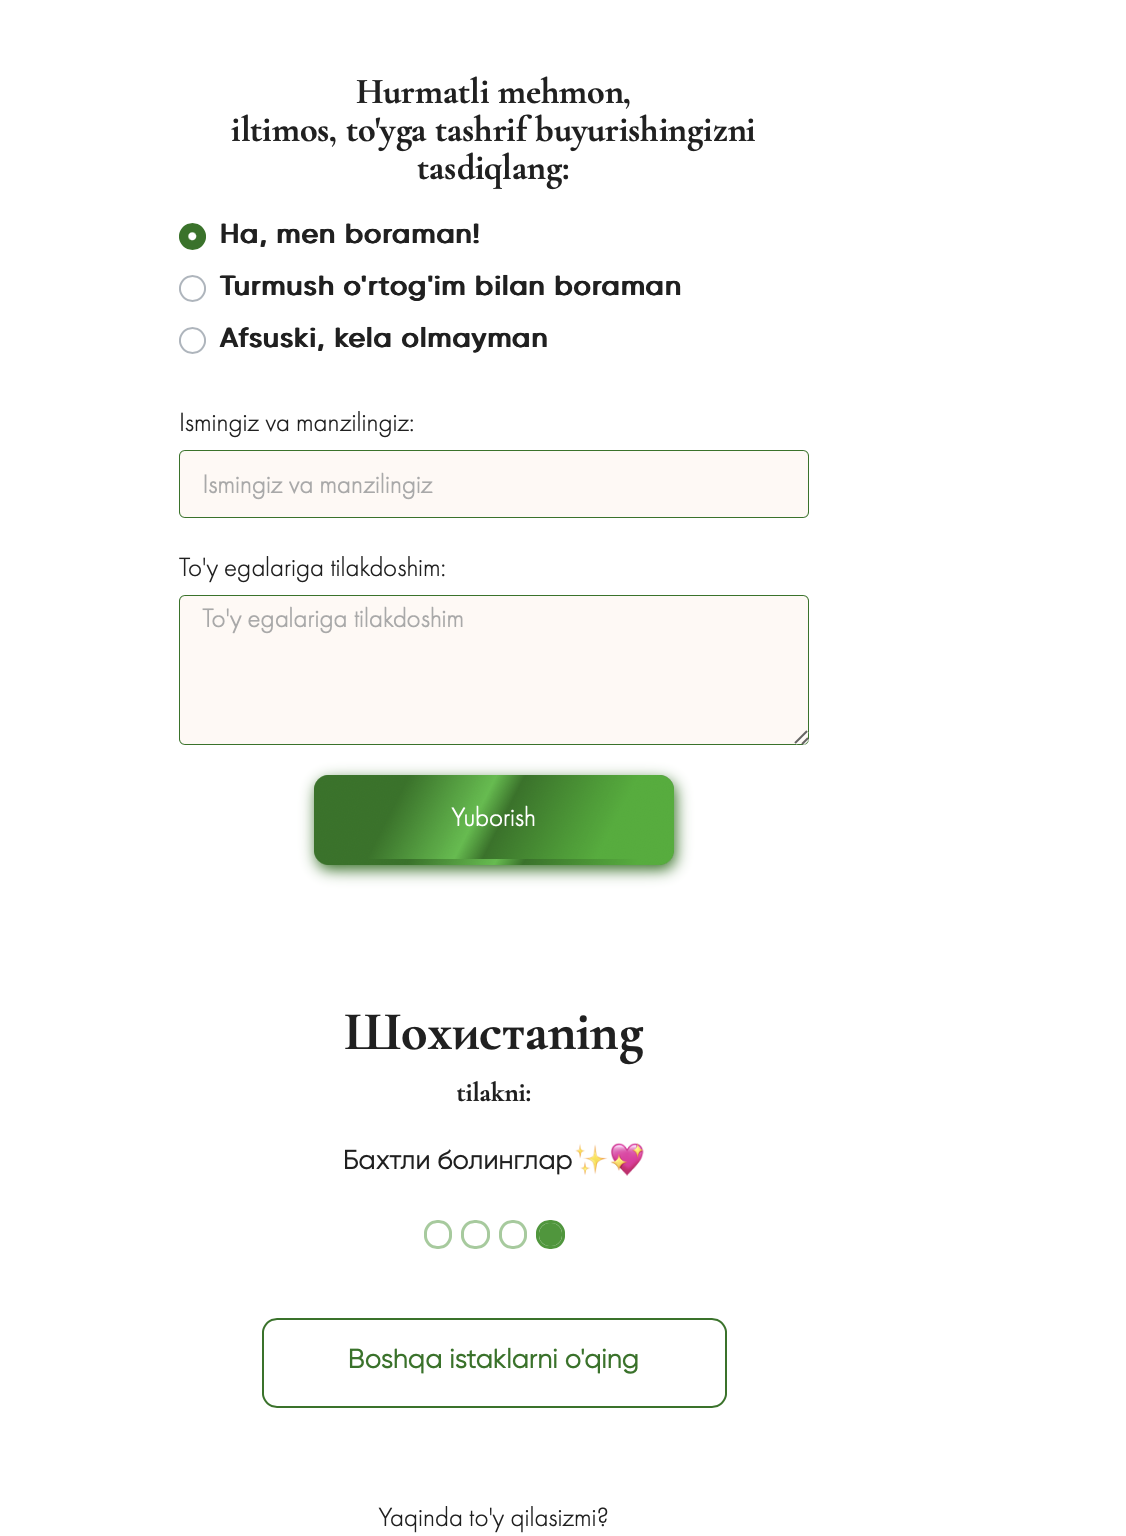 Hurmatli mehmon,
iltimos, to'yga tashrif buyurishingizni
tasdiqlang:
Ha, men boraman!
Turmush o'rtog'im bilan boraman
Afsuski, kela olmayman
Ismingiz va manzilingiz:
Ismingiz va manzilingiz
To'y egalariga tilakdoshim:
To'y egalariga tilakdoshim
Yuborish
Шохистаning
tilakni:
Бахтли болинглар✨💖
Boshqa istaklarni o'qing
Yaqinda to'y qilasizmi?